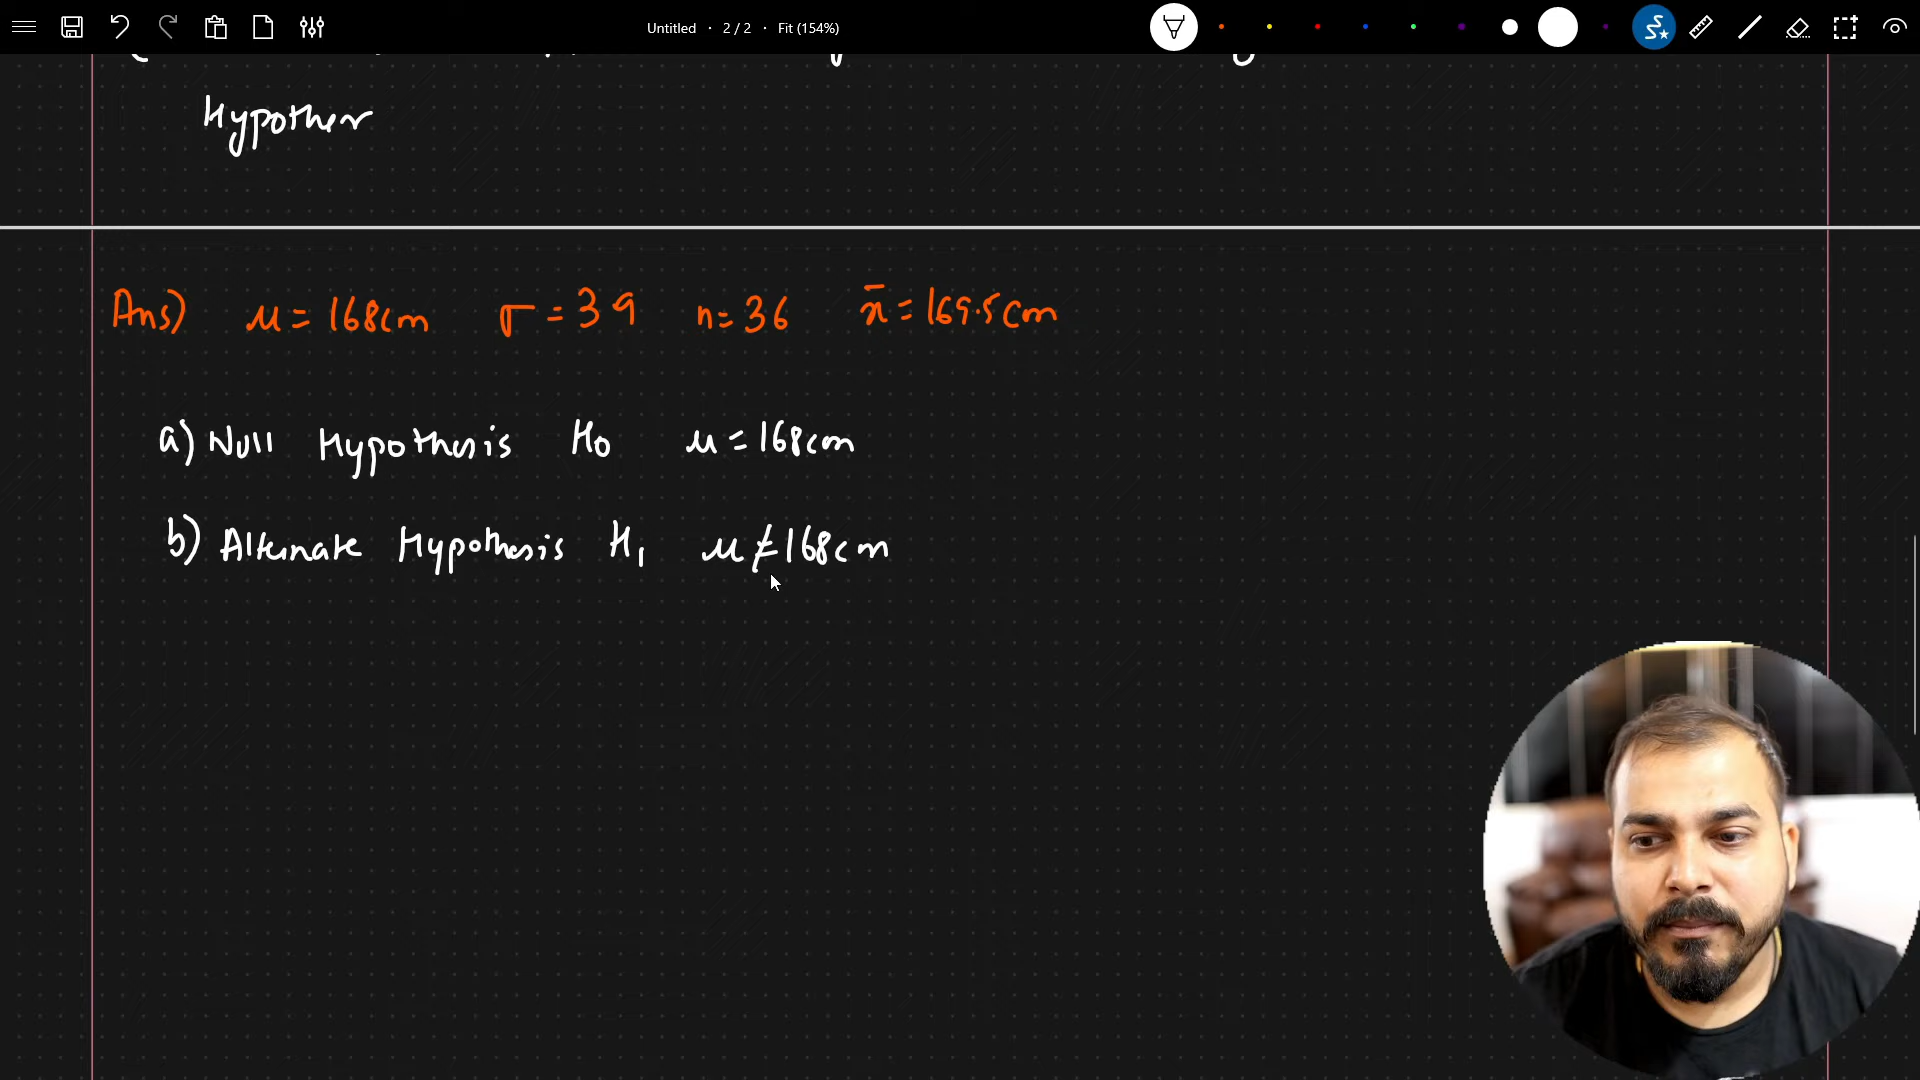 Untitled · 2 / 2 · Fit (154%)
Ans) μ = 168cm σ = 3 9 n = 36 x̄ = 169.5cm
a) Null Hypothesis H₀ μ = 168cm
b) Alternate Hypothesis H₁ μ ≠ 168cm